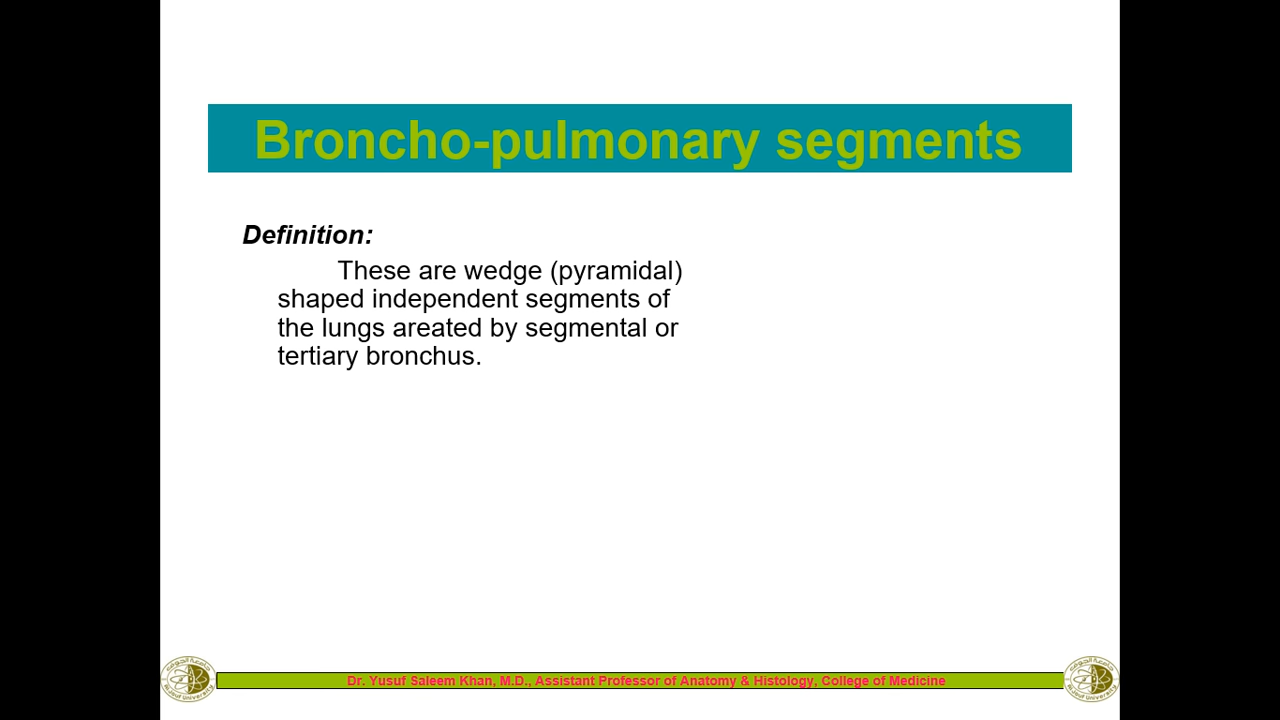 Broncho-pulmonary segments
Definition:
These are wedge (pyramidal)
shaped independent segments of
the lungs areated by segmental or
tertiary bronchus.
Dr. Yusuf Saleem Khan, M.D., Assistant Professor of Anatomy & Histology, College of Medicine